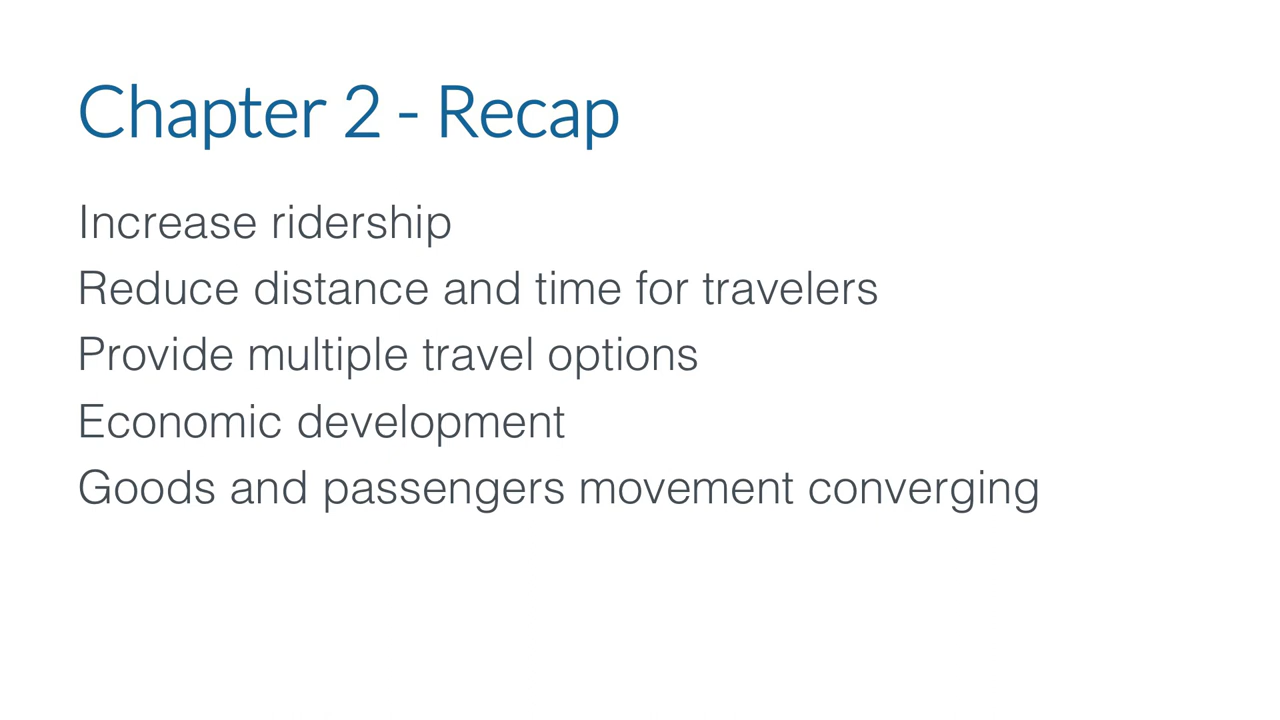 Chapter 2 - Recap
Increase ridership
Reduce distance and time for travelers
Provide multiple travel options
Economic development
Goods and passengers movement converging